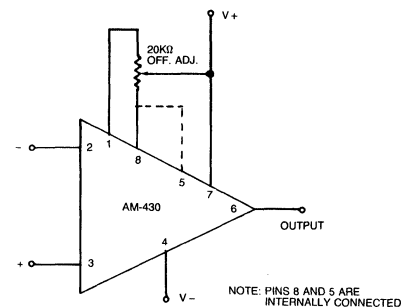 V+
20KΩ
OFF. ADJ.
1
8
5
7
− 2
AM-430
6
OUTPUT
4
+ 3
V−
NOTE: PINS 8 AND 5 ARE
INTERNALLY CONNECTED